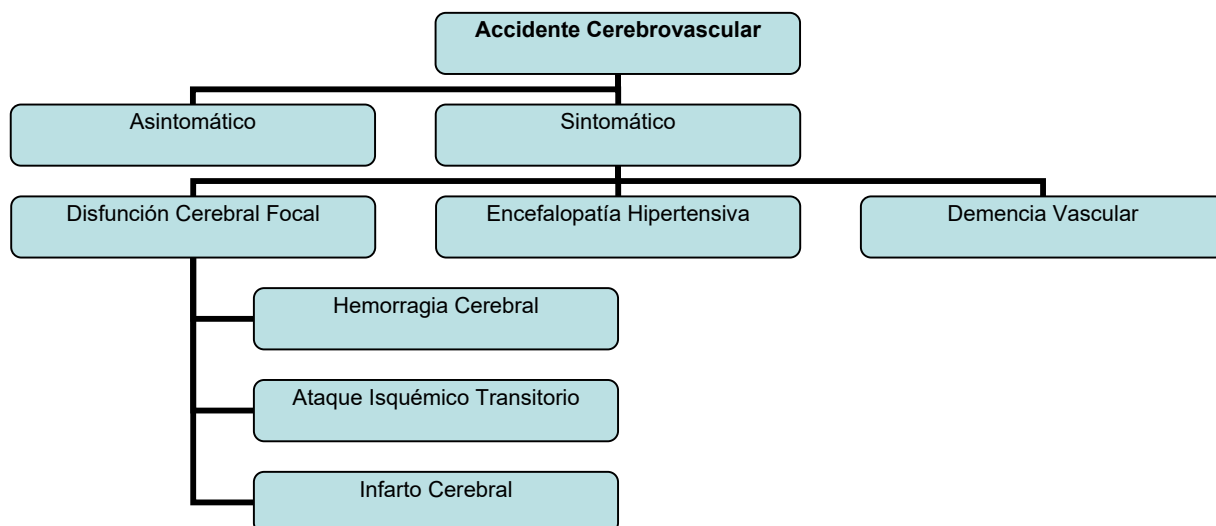 Accidente Cerebrovascular
Asintomático
Sintomático
Disfunción Cerebral Focal
Encefalopatía Hipertensiva
Demencia Vascular
Hemorragia Cerebral
Ataque Isquémico Transitorio
Infarto Cerebral